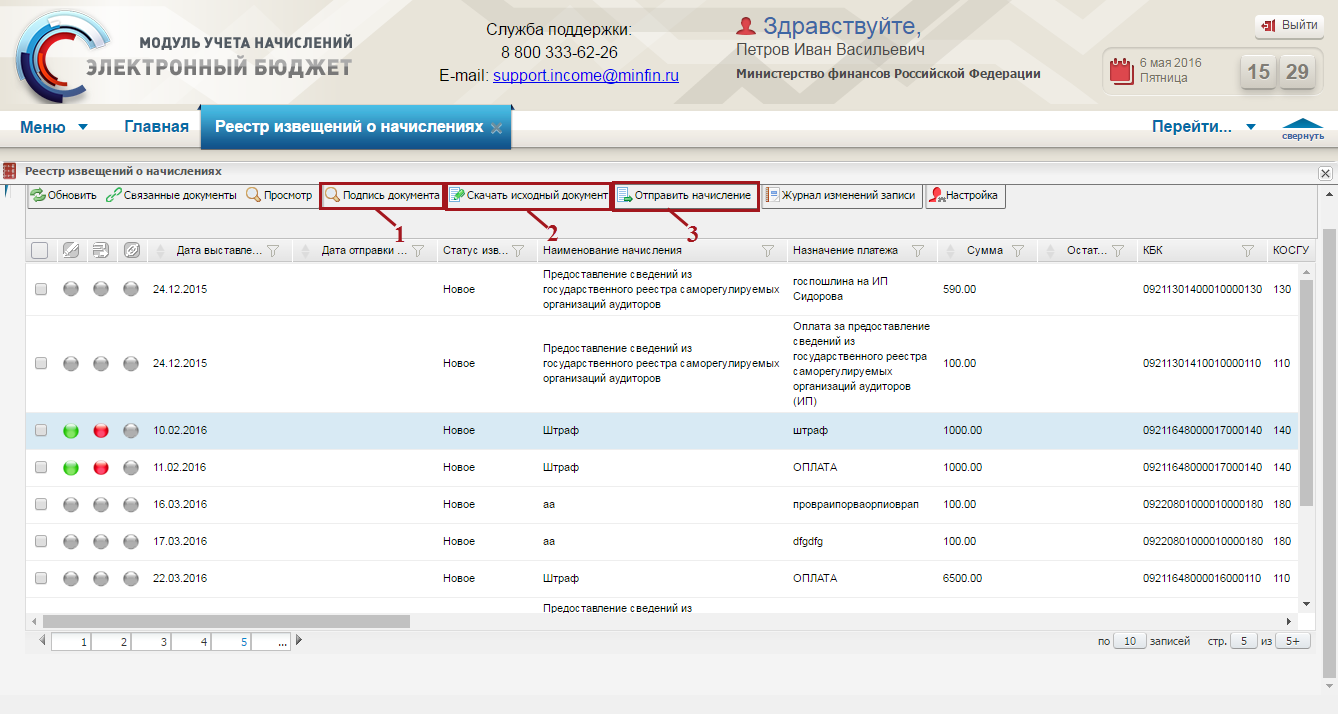 МОДУЛЬ УЧЕТА НАЧИСЛЕНИЙ
ЭЛЕКТРОННЫЙ БЮДЖЕТ
Служба поддержки:
8 800 333-62-26
E-mail: support.income@minfin.ru
Здравствуйте,
Петров Иван Васильевич
Министерство финансов Российской Федерации
Выйти
6 мая 2016
Пятница
15 29
Меню Главная Реестр извещений о начислениях Перейти... свернуть
Реестр извещений о начислениях
Обновить Связанные документы Просмотр Подпись документа Скачать исходный документ Отправить начисление Журнал изменений записи Настройка
1 2 3
Дата выставле... Дата отправки ... Статус изв... Наименование начисления Назначение платежа Сумма Остат... КБК КОСГУ
24.12.2015 Новое
Предоставление сведений из
государственного реестра саморегулируемых
организаций аудиторов
госпошлина на ИП
Сидорова
590.00 09211301400010000130 130
24.12.2015 Новое
Предоставление сведений из
государственного реестра саморегулируемых
организаций аудиторов
Оплата за предоставление
сведений из
государственного реестра
саморегулируемых
организаций аудиторов
(ИП)
100.00 09211301410010000110 110
10.02.2016 Новое Штраф штраф 1000.00 09211648000017000140 140
11.02.2016 Новое Штраф ОПЛАТА 1000.00 09211648000017000140 140
16.03.2016 Новое аа провраипорваорпиоврап 100.00 09220801000010000180 180
17.03.2016 Новое аа dfgdfg 100.00 09220801000010000180 180
22.03.2016 Новое Штраф ОПЛАТА 6500.00 09211648000016000110 110
Предоставление сведений из
1 2 3 4 5 ... по 10 записей стр. 5 из 5+